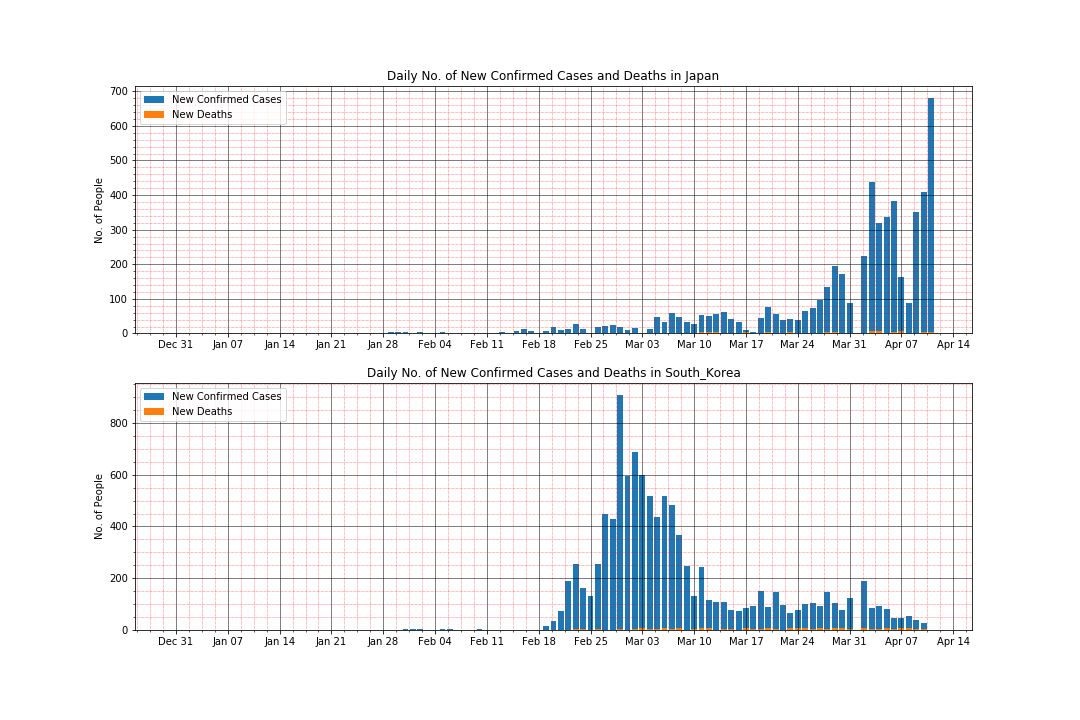 Daily No. of New Confirmed Cases and Deaths in Japan
700
600
500
400
300
200
100
0
No. of People
New Confirmed Cases
New Deaths
Dec 31 Jan 07 Jan 14 Jan 21 Jan 28 Feb 04 Feb 11 Feb 18 Feb 25 Mar 03 Mar 10 Mar 17 Mar 24 Mar 31 Apr 07 Apr 14
Daily No. of New Confirmed Cases and Deaths in South_Korea
800
600
400
200
0
No. of People
New Confirmed Cases
New Deaths
Dec 31 Jan 07 Jan 14 Jan 21 Jan 28 Feb 04 Feb 11 Feb 18 Feb 25 Mar 03 Mar 10 Mar 17 Mar 24 Mar 31 Apr 07 Apr 14